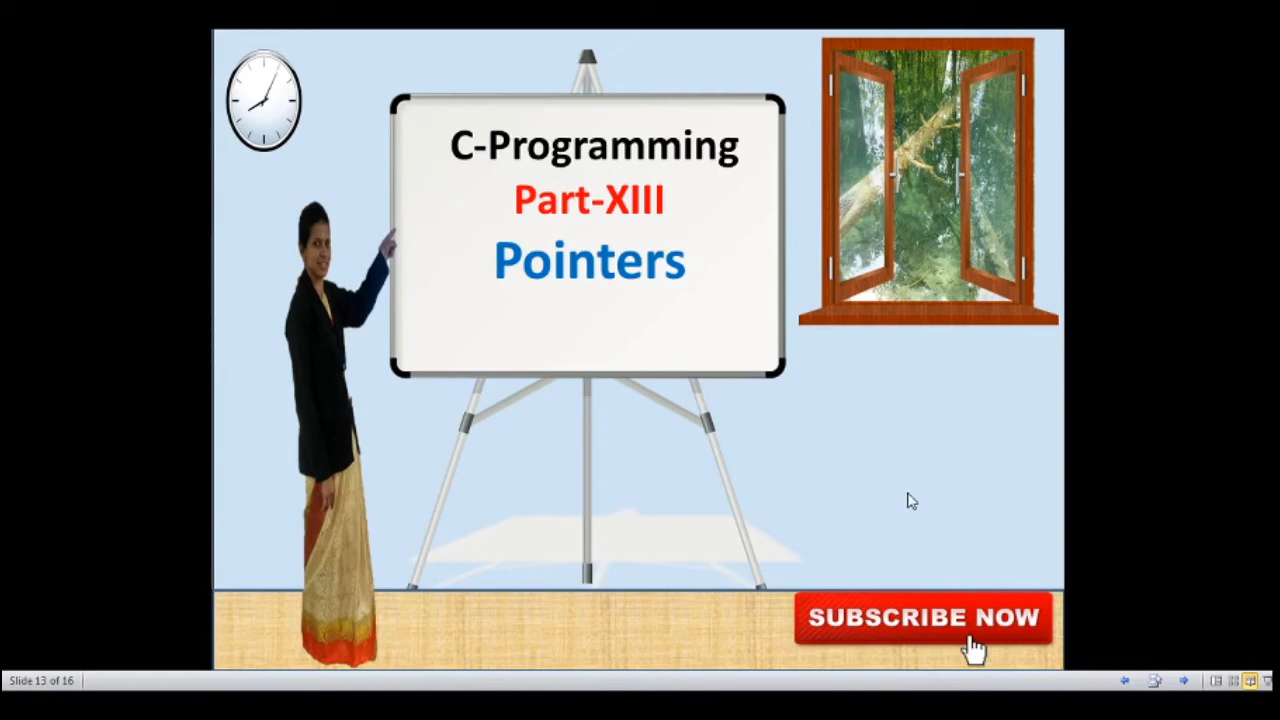 C-Programming
Part-XIII
Pointers
SUBSCRIBE NOW
Slide 13 of 16